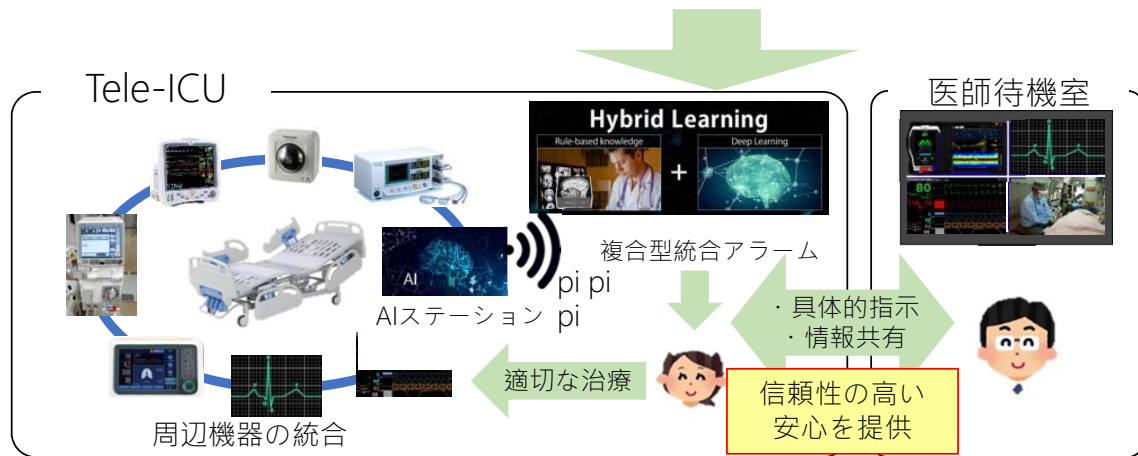 Tele-ICU
医師待機室
Hybrid Learning
Rule-based knowledge
+
Deep Learning
80
AI
複合型統合アラーム
pi pi
pi
AIステーション
・具体的指示
・情報共有
適切な治療
信頼性の高い
安心を提供
周辺機器の統合